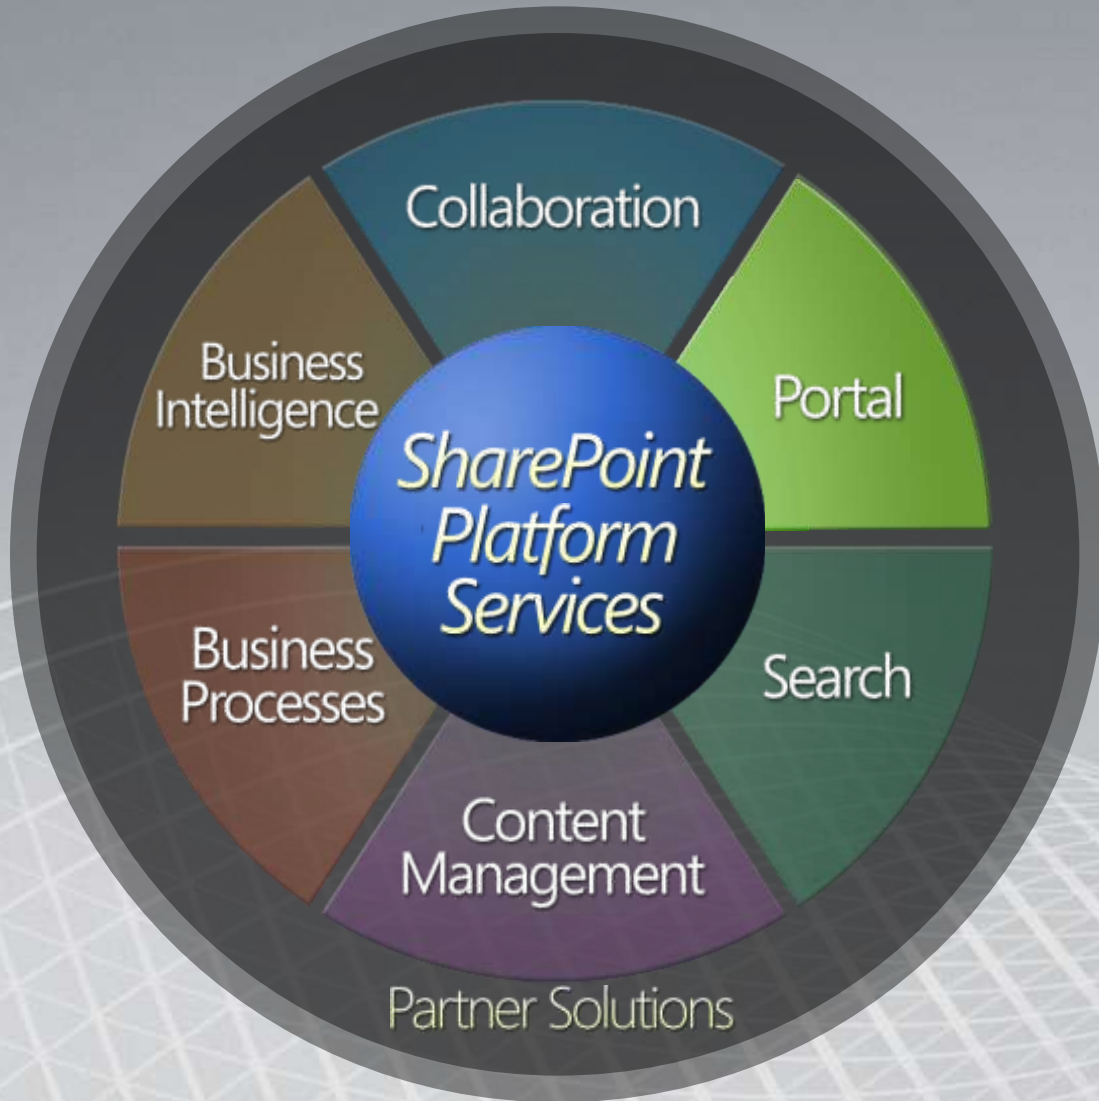 Collaboration
Business
Intelligence
Portal
SharePoint
Platform
Services
Business
Processes
Search
Content
Management
Partner Solutions